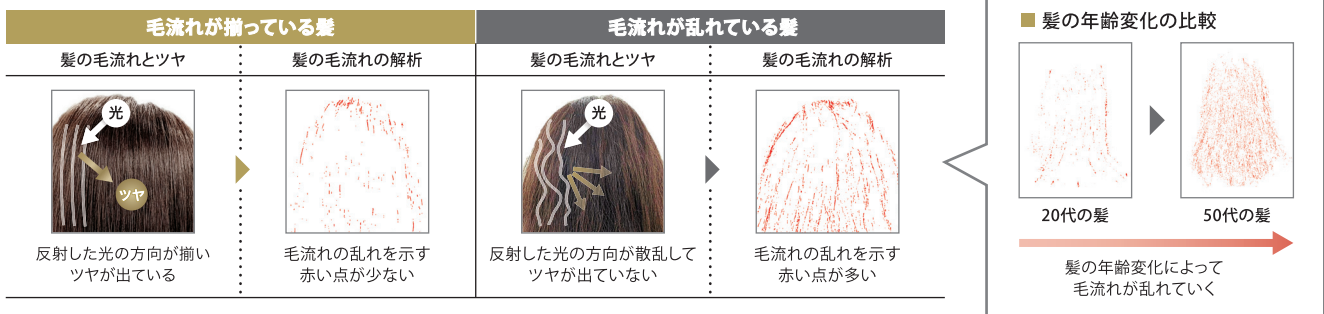 毛流れが揃っている髪
髪の毛流れとツヤ
髪の毛流れの解析
光
ツヤ
反射した光の方向が揃い
ツヤが出ている
毛流れの乱れを示す
赤い点が少ない
毛流れが乱れている髪
髪の毛流れとツヤ
髪の毛流れの解析
光
反射した光の方向が散乱して
ツヤが出ていない
毛流れの乱れを示す
赤い点が多い
髪の年齢変化の比較
20代の髪
50代の髪
髪の年齢変化によって
毛流れが乱れていく